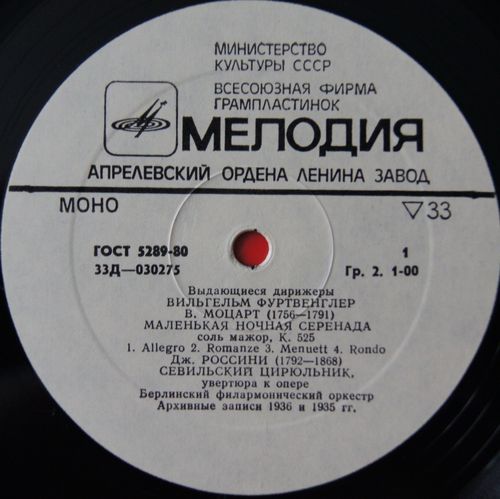 МИНИСТЕРСТВО
КУЛЬТУРЫ СССР
ВСЕСОЮЗНАЯ ФИРМА
ГРАМПЛАСТИНОК
МЕЛОДИЯ
АПРЕЛЕВСКИЙ ОРДЕНА ЛЕНИНА ЗАВОД
МОНО ▽33
ГОСТ 5289-80 1
33Д—030275 Гр. 2. 1-00
Выдающиеся дирижеры
ВИЛЬГЕЛЬМ ФУРТВЕНГЛЕР
В. МОЦАРТ (1756—1791)
МАЛЕНЬКАЯ НОЧНАЯ СЕРЕНАДА
соль мажор, К. 525
1. Allegro 2. Romanze 3. Menuett 4. Rondo
ДЖ. РОССИНИ (1792—1868)
СЕВИЛЬСКИЙ ЦИРЮЛЬНИК,
увертюра к опере
Берлинский филармонический оркестр
Архивные записи 1936 и 1935 гг.